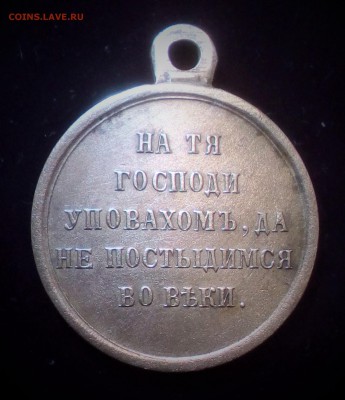 COINS.LAVE.RU
НА ТЯ
ГОСПОДИ
УПОВАХОМЪ, ДА
НЕ ПОСТЫДИМСЯ
ВО ВѢКИ.